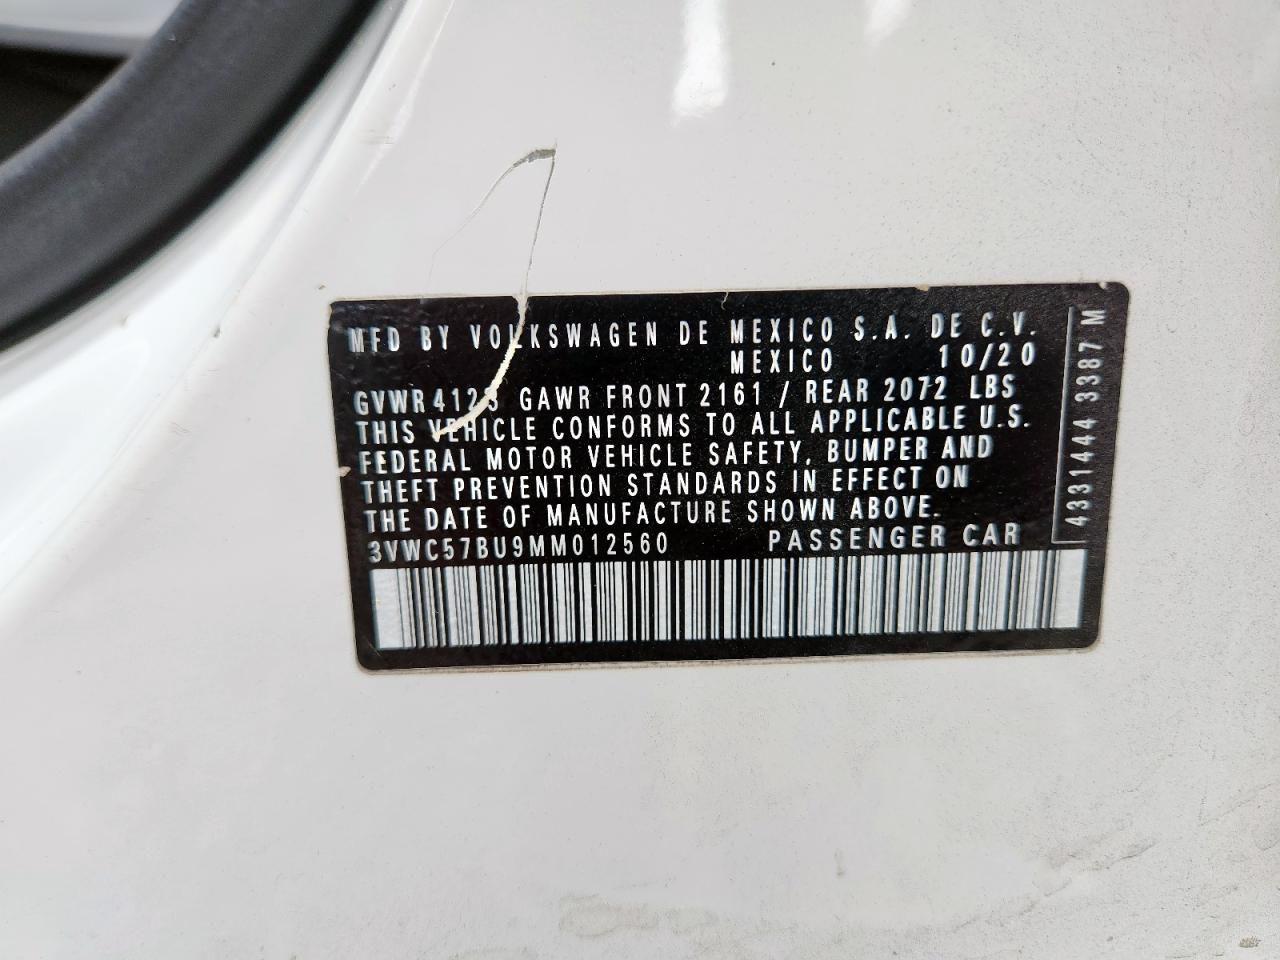 MFD BY VOLKSWAGEN DE MEXICO S.A. DE C.V.
MEXICO 10/20
GVWR GAWR FRONT 2161 / REAR 2072 LBS
THIS VEHICLE CONFORMS TO ALL APPLICABLE U.S.
FEDERAL MOTOR VEHICLE SAFETY, BUMPER AND
THEFT PREVENTION STANDARDS IN EFFECT ON
THE DATE OF MANUFACTURE SHOWN ABOVE.
3VWC57BU9MM012560 PASSENGER CAR
4331444 3387 M